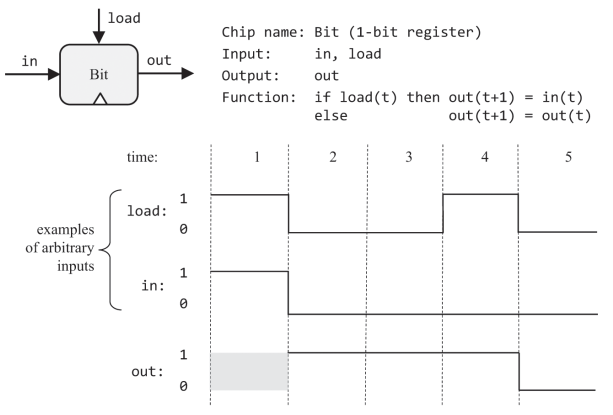 load
in
out
Bit
Chip name: Bit (1-bit register)
Input: in, load
Output: out
Function: if load(t) then out(t+1) = in(t)
else out(t+1) = out(t)
time: 1 2 3 4 5
1
load:
0
examples
of arbitrary
inputs
1
in:
0
1
out:
0